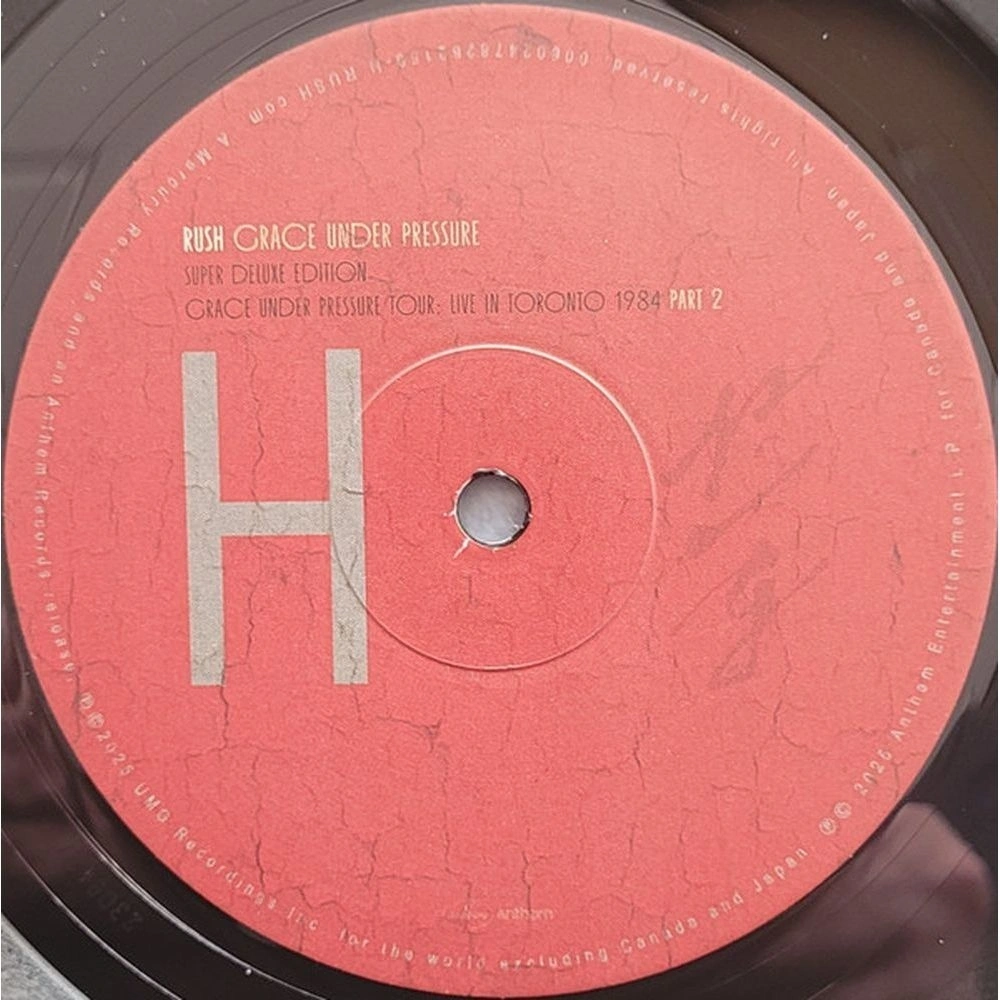 RUSH GRACE UNDER PRESSURE
SUPER DELUXE EDITION
GRACE UNDER PRESSURE TOUR: LIVE IN TORONTO 1984 PART 2
H
anthem
A Mercury Records and an Anthem Records release. ℗© 2025 UMG Recordings Inc for the world excluding Canada and Japan ℗© 2026 Anthem Entertainment L P for Canada and Japan. All rights reserved. RUSH com